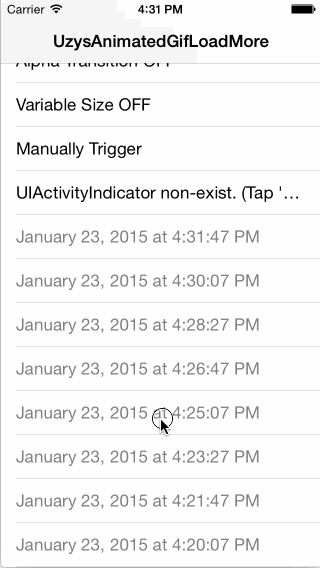 Carrier 4:31 PM
UzysAnimatedGifLoadMore
Alpha Transition OFF
Variable Size OFF
Manually Trigger
UIActivityIndicator non-exist. (Tap '...
January 23, 2015 at 4:31:47 PM
January 23, 2015 at 4:30:07 PM
January 23, 2015 at 4:28:27 PM
January 23, 2015 at 4:26:47 PM
January 23, 2015 at 4:25:07 PM
January 23, 2015 at 4:23:27 PM
January 23, 2015 at 4:21:47 PM
January 23, 2015 at 4:20:07 PM